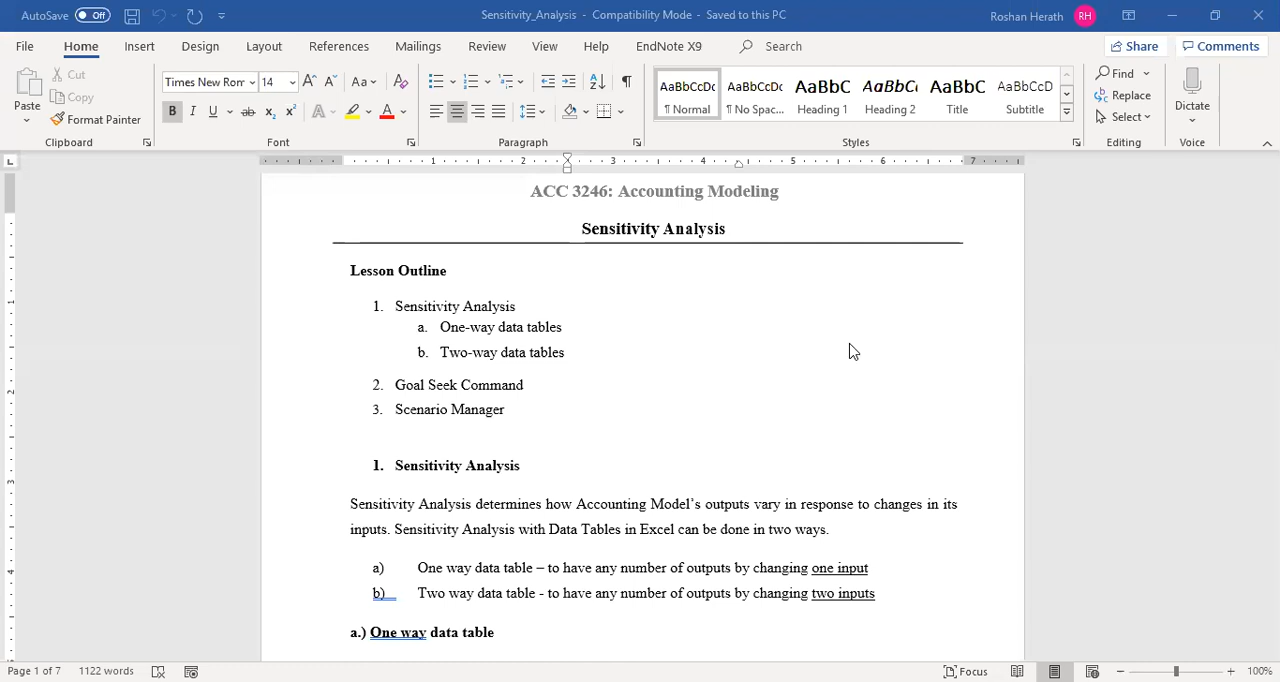 AutoSave Off Sensitivity_Analysis - Compatibility Mode - Saved to this PC Roshan Herath RH
File Home Insert Design Layout References Mailings Review View Help EndNote X9 Search Share Comments
Paste Cut Copy Format Painter
Times New Rom 14
AaBbCcDc AaBbCcDc AaBbC AaBbCc AaBbC AaBbCcD
¶ Normal ¶ No Spac... Heading 1 Heading 2 Title Subtitle
Find Replace Select
Dictate
Clipboard Font Paragraph Styles Editing Voice
1 2 3 4 5 6 7
ACC 3246: Accounting Modeling
Sensitivity Analysis
Lesson Outline
1. Sensitivity Analysis
a. One-way data tables
b. Two-way data tables
2. Goal Seek Command
3. Scenario Manager
1. Sensitivity Analysis
Sensitivity Analysis determines how Accounting Model's outputs vary in response to changes in its
inputs. Sensitivity Analysis with Data Tables in Excel can be done in two ways.
a) One way data table – to have any number of outputs by changing one input
b) Two way data table - to have any number of outputs by changing two inputs
a.) One way data table
Page 1 of 7 1122 words Focus 100%